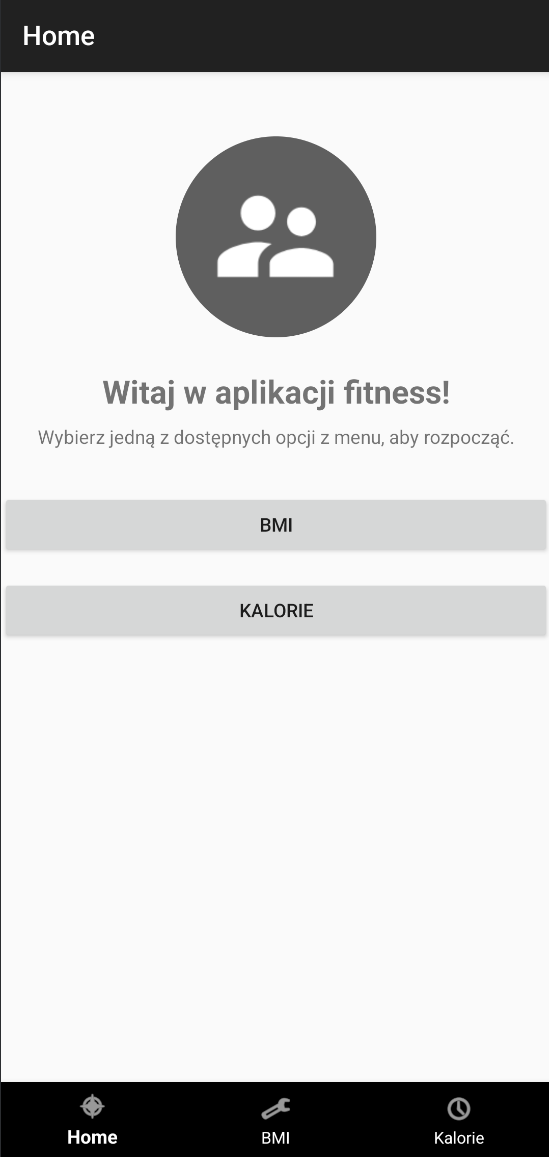 Home
Witaj w aplikacji fitness!
Wybierz jedną z dostępnych opcji z menu, aby rozpocząć.
BMI
KALORIE
Home
BMI
Kalorie